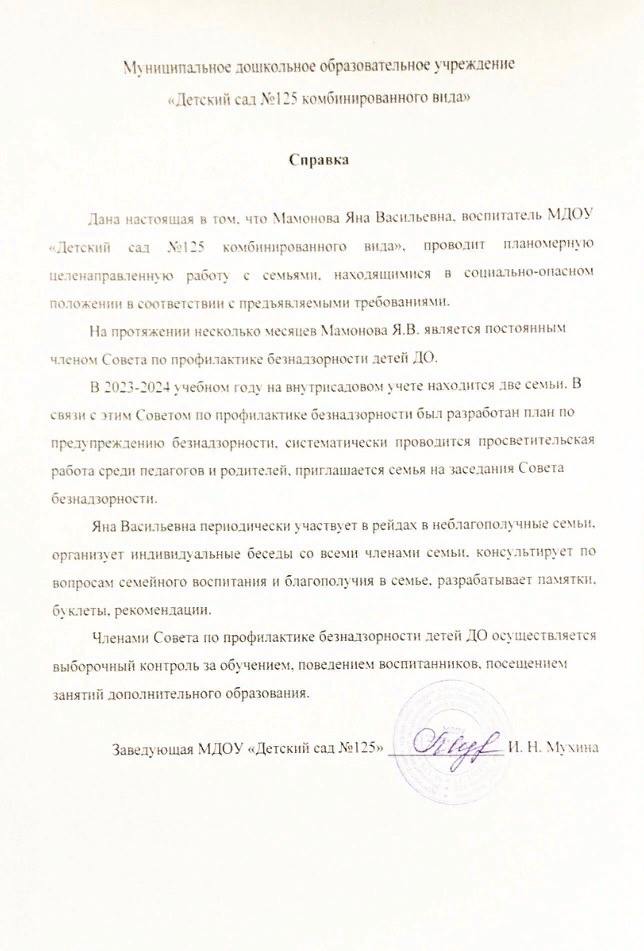 Муниципальное дошкольное образовательное учреждение
«Детский сад №125 комбинированного вида»
Справка
Дана настоящая в том, что Мамонова Яна Васильевна, воспитатель МДОУ
«Детский сад №125 комбинированного вида», проводит планомерную
целенаправленную работу с семьями, находящимися в социально-опасном
положении в соответствии с предъявляемыми требованиями.
На протяжении несколько месяцев Мамонова Я.В. является постоянным
членом Совета по профилактике безнадзорности детей ДО.
В 2023-2024 учебном году на внутрисадовом учете находится две семьи. В
связи с этим Советом по профилактике безнадзорности был разработан план по
предупреждению безнадзорности, систематически проводится просветительская
работа среди педагогов и родителей, приглашается семья на заседания Совета
безнадзорности.
Яна Васильевна периодически участвует в рейдах в неблагополучные семьи,
организует индивидуальные беседы со всеми членами семьи, консультирует по
вопросам семейного воспитания и благополучия в семье, разрабатывает памятки,
буклеты, рекомендации.
Членами Совета по профилактике безнадзорности детей ДО осуществляется
выборочный контроль за обучением, поведением воспитанников, посещением
занятий дополнительного образования.
Заведующая МДОУ «Детский сад №125» И. Н. Мухина